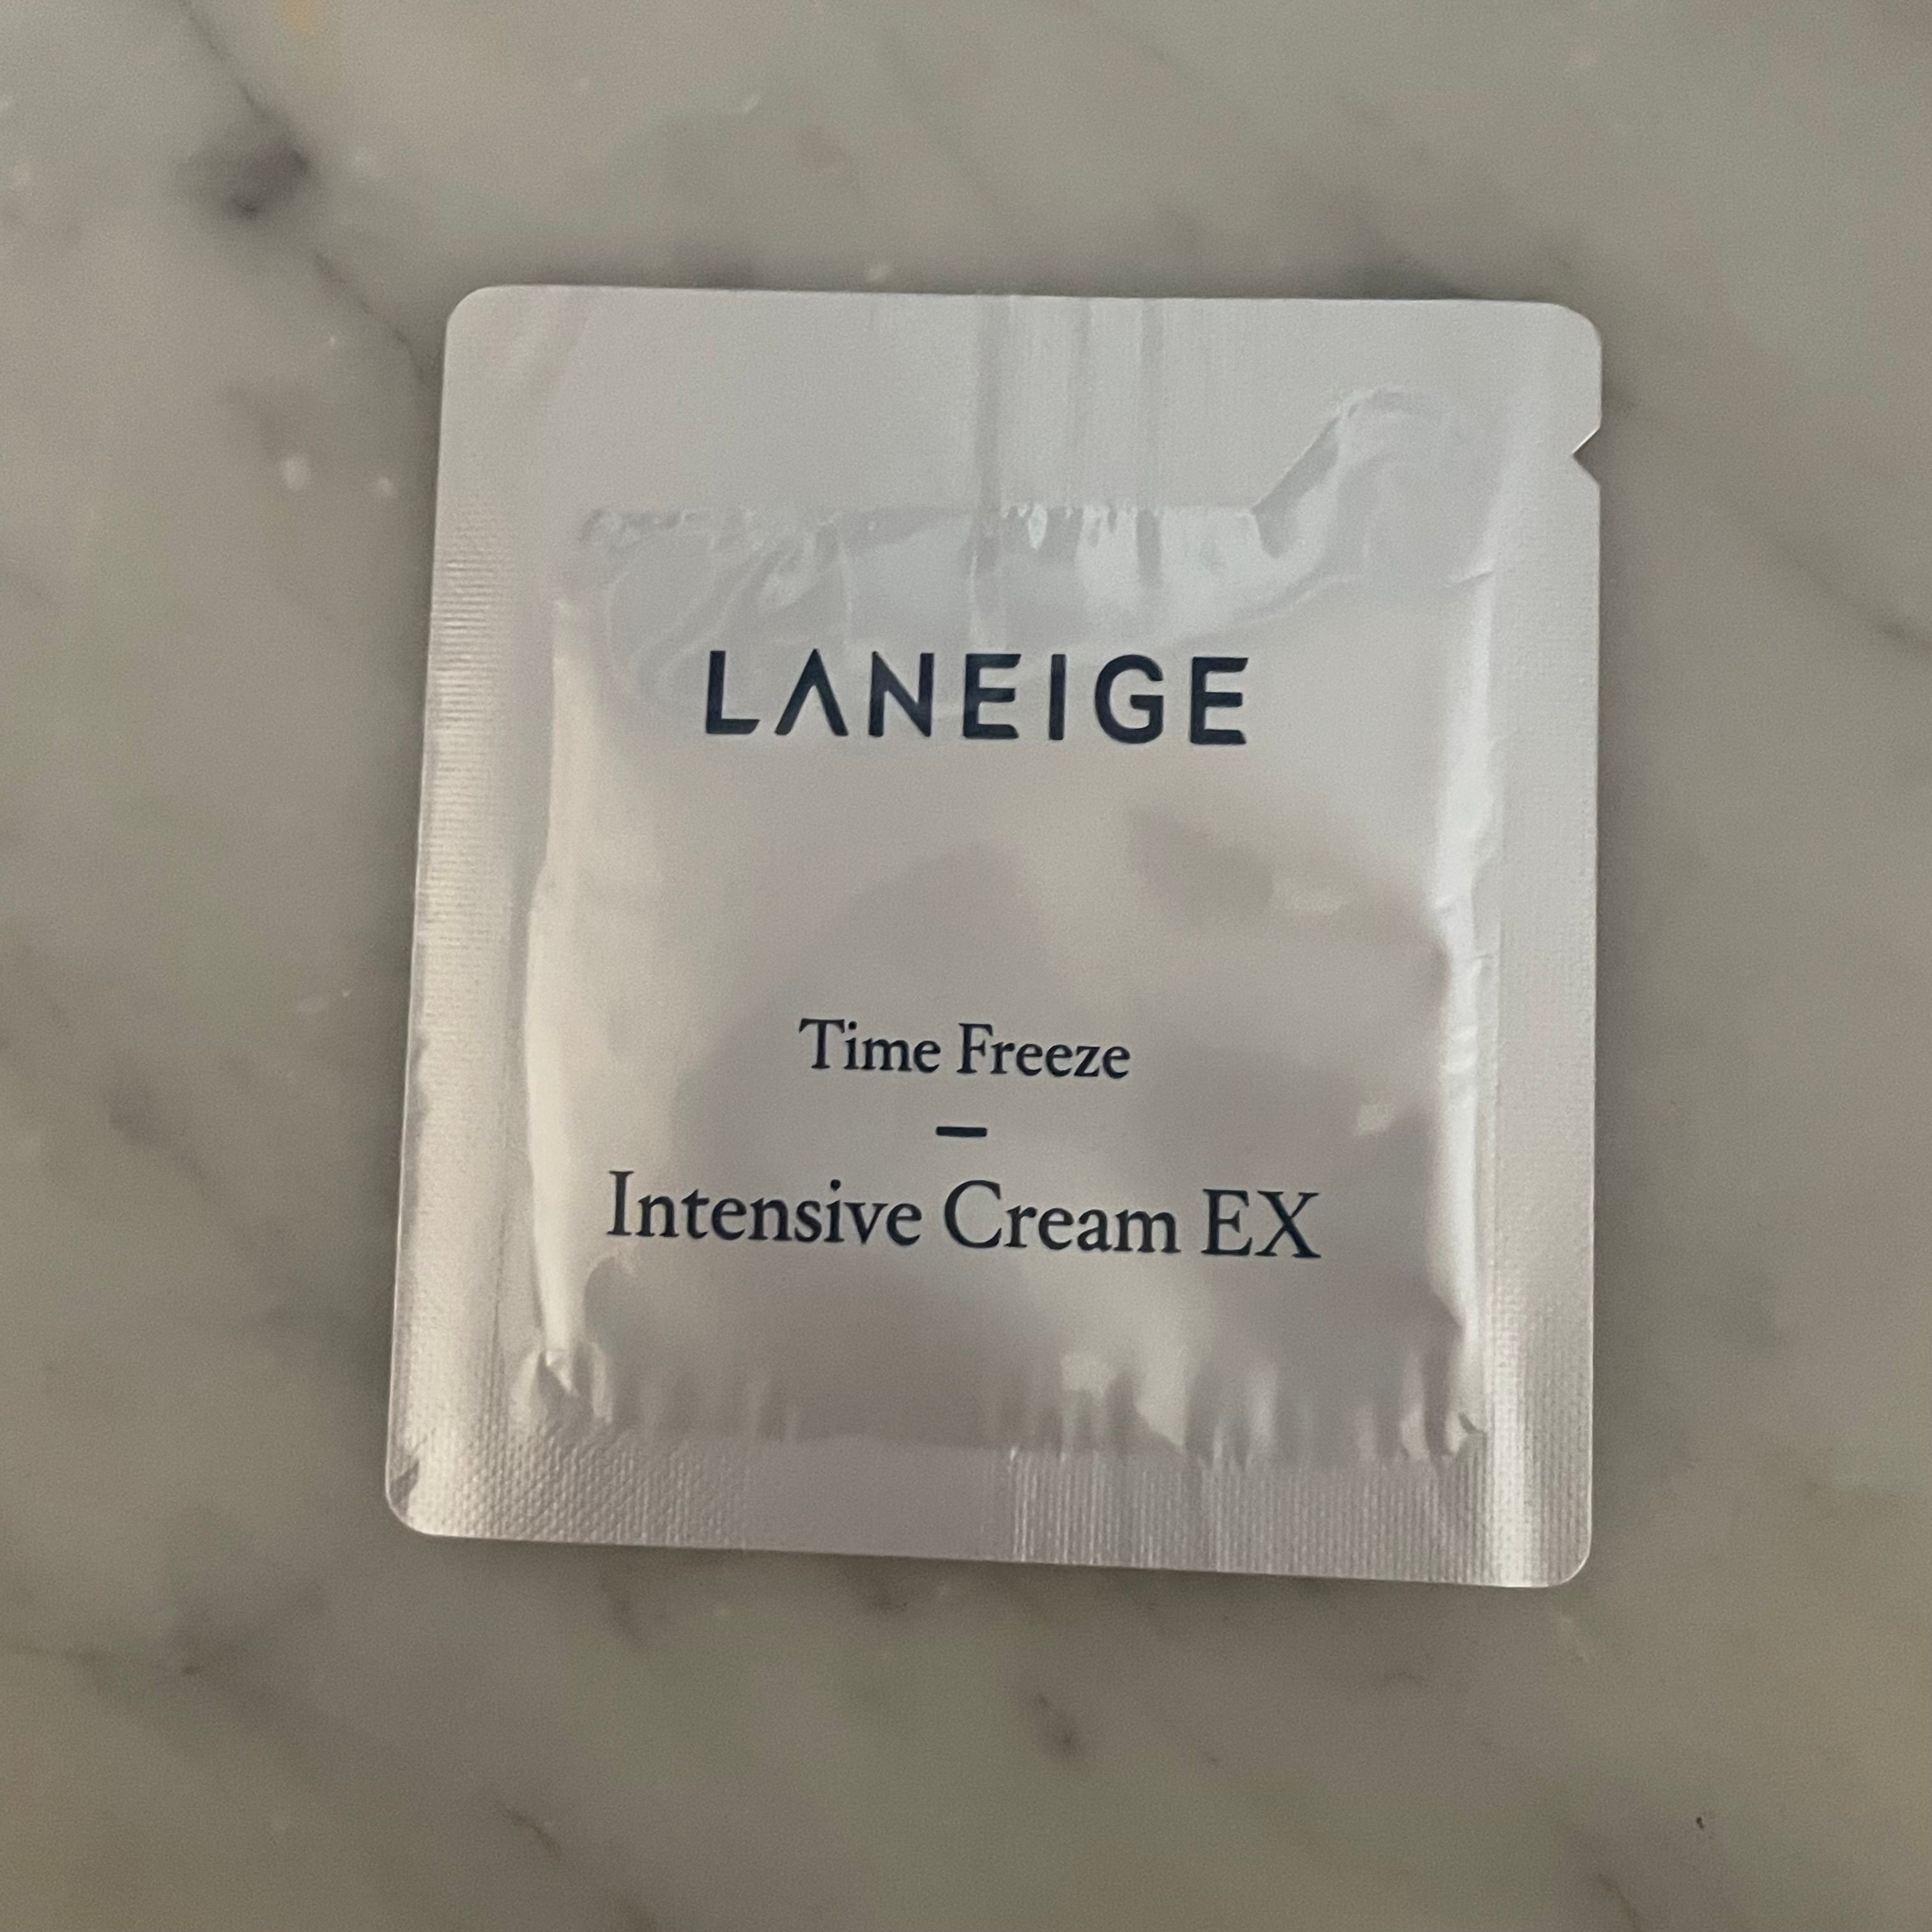 LANEIGE
Time Freeze
–
Intensive Cream EX